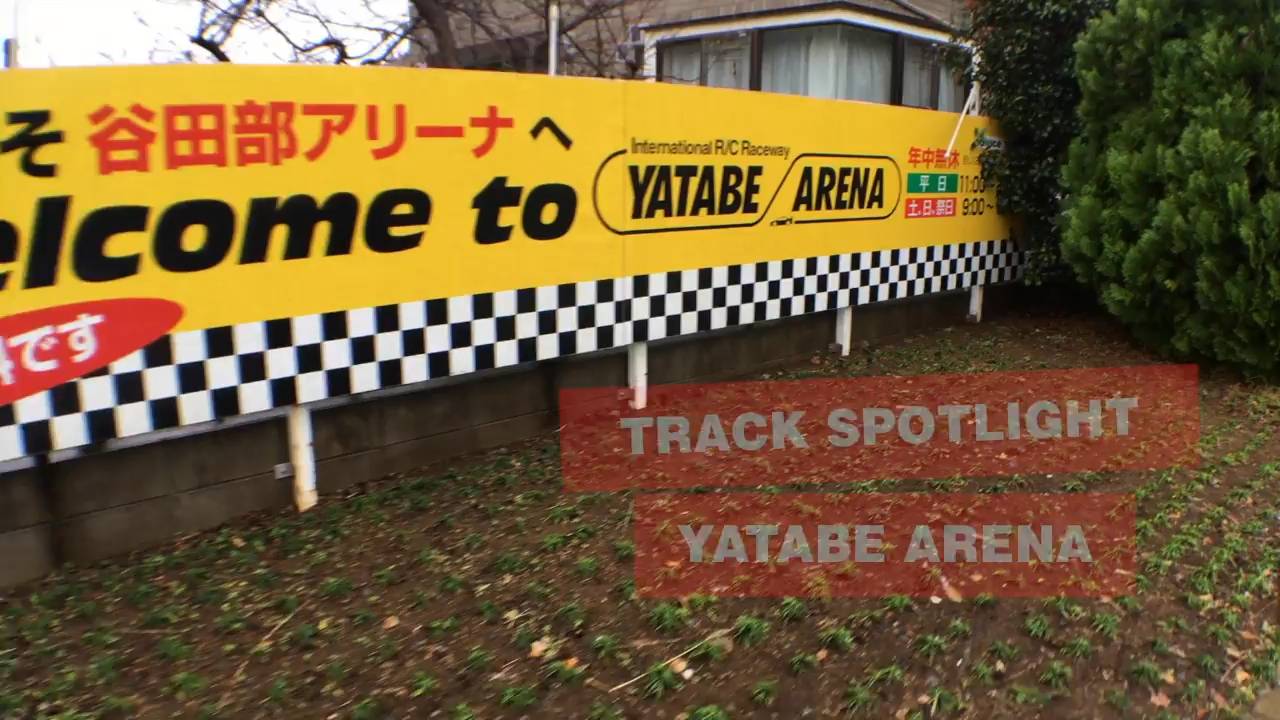 そ 谷田部アリーナへ
elcome to
です
International R/C Raceway
YATABE ARENA
年中無休
平 日 11:00
土,日,祭日 9:00～
TRACK SPOTLIGHT
YATABE ARENA